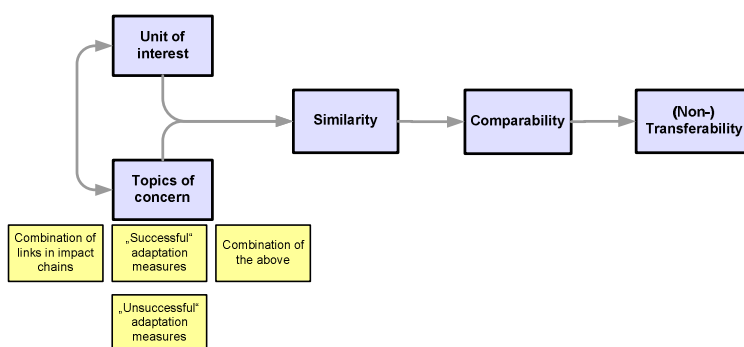 Unit of
interest
Similarity
Comparability
(Non-)
Transferability
Topics of
concern
Combination of
links in impact
chains
„Successful“
adaptation
measures
Combination of
the above
„Unsuccessful“
adaptation
measures